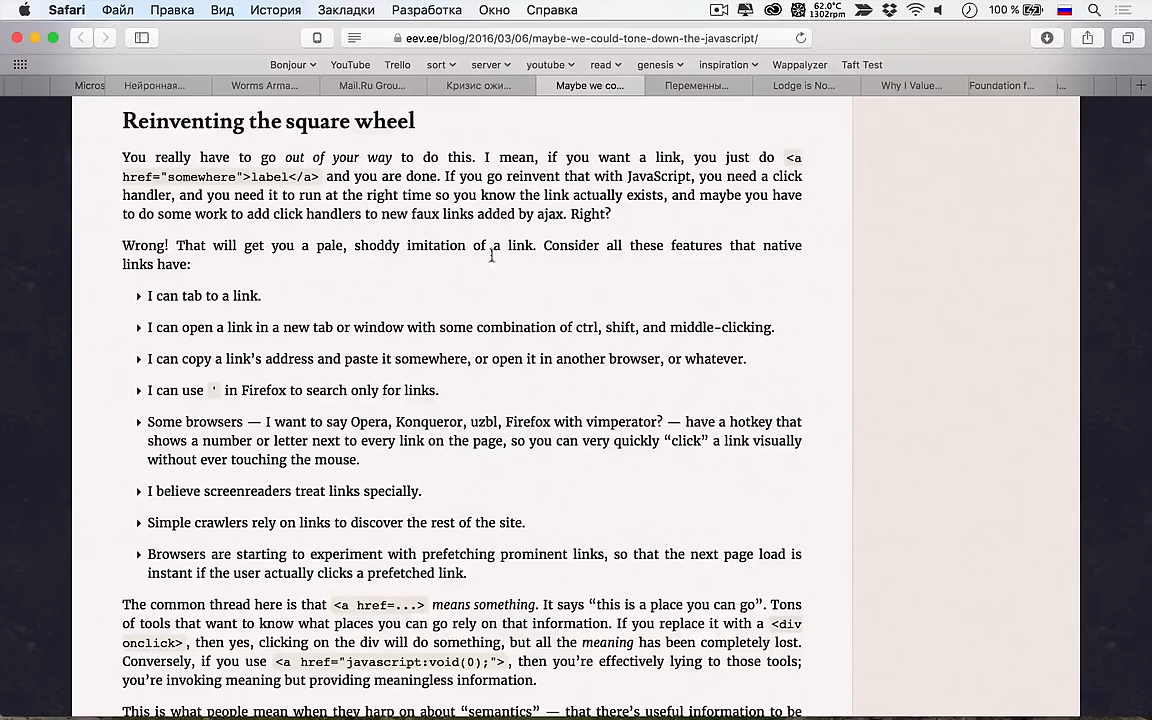 Safari Файл Правка Вид История Закладки Разработка Окно Справка 62.0°C 1302rpm 100 %
eev.ee/blog/2016/03/06/maybe-we-could-tone-down-the-javascript/
Bonjour YouTube Trello sort server youtube read genesis inspiration Wappalyzer Taft Test
Micros Нейронная... Worms Arma... Mail.Ru Grou... Кризис ожи... Maybe we co... Переменны... Lodge is No... Why I Value... Foundation f...
Reinventing the square wheel
You really have to go out of your way to do this. I mean, if you want a link, you just do <a
href="somewhere">label</a> and you are done. If you go reinvent that with JavaScript, you need a click
handler, and you need it to run at the right time so you know the link actually exists, and maybe you have
to do some work to add click handlers to new faux links added by ajax. Right?
Wrong! That will get you a pale, shoddy imitation of a link. Consider all these features that native
links have:
I can tab to a link.
I can open a link in a new tab or window with some combination of ctrl, shift, and middle-clicking.
I can copy a link’s address and paste it somewhere, or open it in another browser, or whatever.
I can use ' in Firefox to search only for links.
Some browsers — I want to say Opera, Konqueror, uzbl, Firefox with vimperator? — have a hotkey that
shows a number or letter next to every link on the page, so you can very quickly “click” a link visually
without ever touching the mouse.
I believe screenreaders treat links specially.
Simple crawlers rely on links to discover the rest of the site.
Browsers are starting to experiment with prefetching prominent links, so that the next page load is
instant if the user actually clicks a prefetched link.
The common thread here is that <a href=...> means something. It says “this is a place you can go”. Tons
of tools that want to know what places you can go rely on that information. If you replace it with a <div
onclick>, then yes, clicking on the div will do something, but all the meaning has been completely lost.
Conversely, if you use <a href="javascript:void(0);">, then you’re effectively lying to those tools;
you’re invoking meaning but providing meaningless information.
This is what people mean when they harp on about “semantics” — that there’s useful information to be